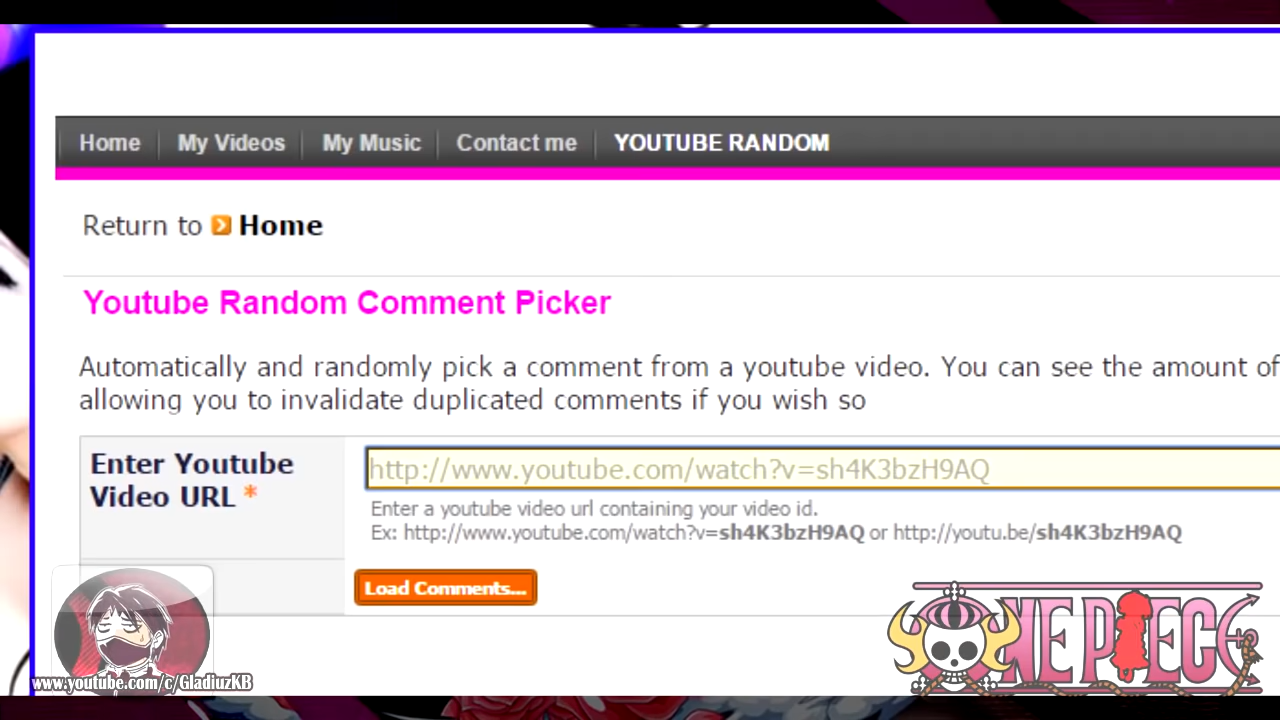 Home
My Videos
My Music
Contact me
YOUTUBE RANDOM
Return to Home
Youtube Random Comment Picker
Automatically and randomly pick a comment from a youtube video. You can see the amount of
allowing you to invalidate duplicated comments if you wish so
Enter Youtube
Video URL *
http://www.youtube.com/watch?v=sh4K3bzH9AQ
Enter a youtube video url containing your video id.
Ex: http://www.youtube.com/watch?v=sh4K3bzH9AQ or http://youtu.be/sh4K3bzH9AQ
Load Comments...
www.youtube.com/c/GladiuzKB
ONE PIECE